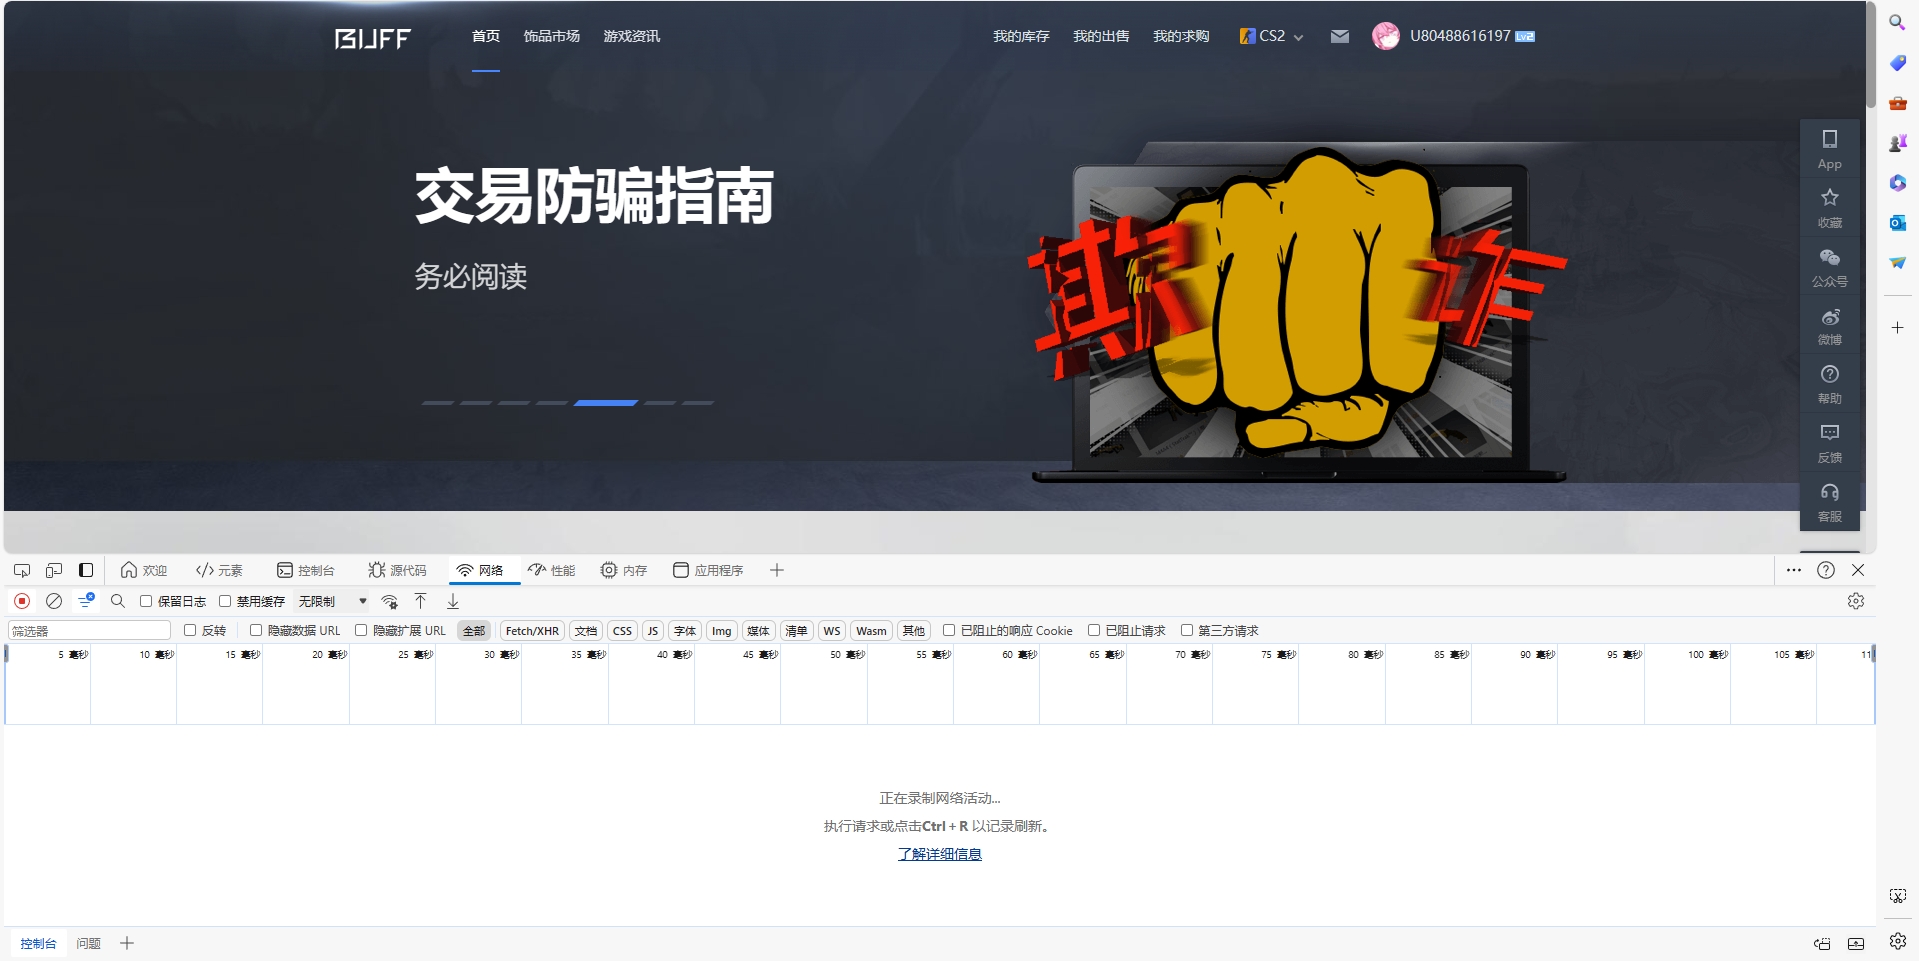 BUFF
首页 饰品市场 游戏资讯 我的库存 我的出售 我的求购 CS2 U80488616197 Lv2
交易防骗指南
务必阅读
App
收藏
公众号
微博
帮助
反馈
客服
欢迎 元素 控制台 源代码 网络 性能 内存 应用程序
保留日志 禁用缓存 无限制
筛选器 反转 隐藏数据 URL 隐藏扩展 URL 全部 Fetch/XHR 文档 CSS JS 字体 Img 媒体 清单 WS Wasm 其他 已阻止的响应 Cookie 已阻止请求 第三方请求
5 毫秒 10 毫秒 15 毫秒 20 毫秒 25 毫秒 30 毫秒 35 毫秒 40 毫秒 45 毫秒 50 毫秒 55 毫秒 60 毫秒 65 毫秒 70 毫秒 75 毫秒 80 毫秒 85 毫秒 90 毫秒 95 毫秒 100 毫秒 105 毫秒 11
正在录制网络活动...
执行请求或点击Ctrl + R 以记录刷新。
了解详细信息
控制台 问题